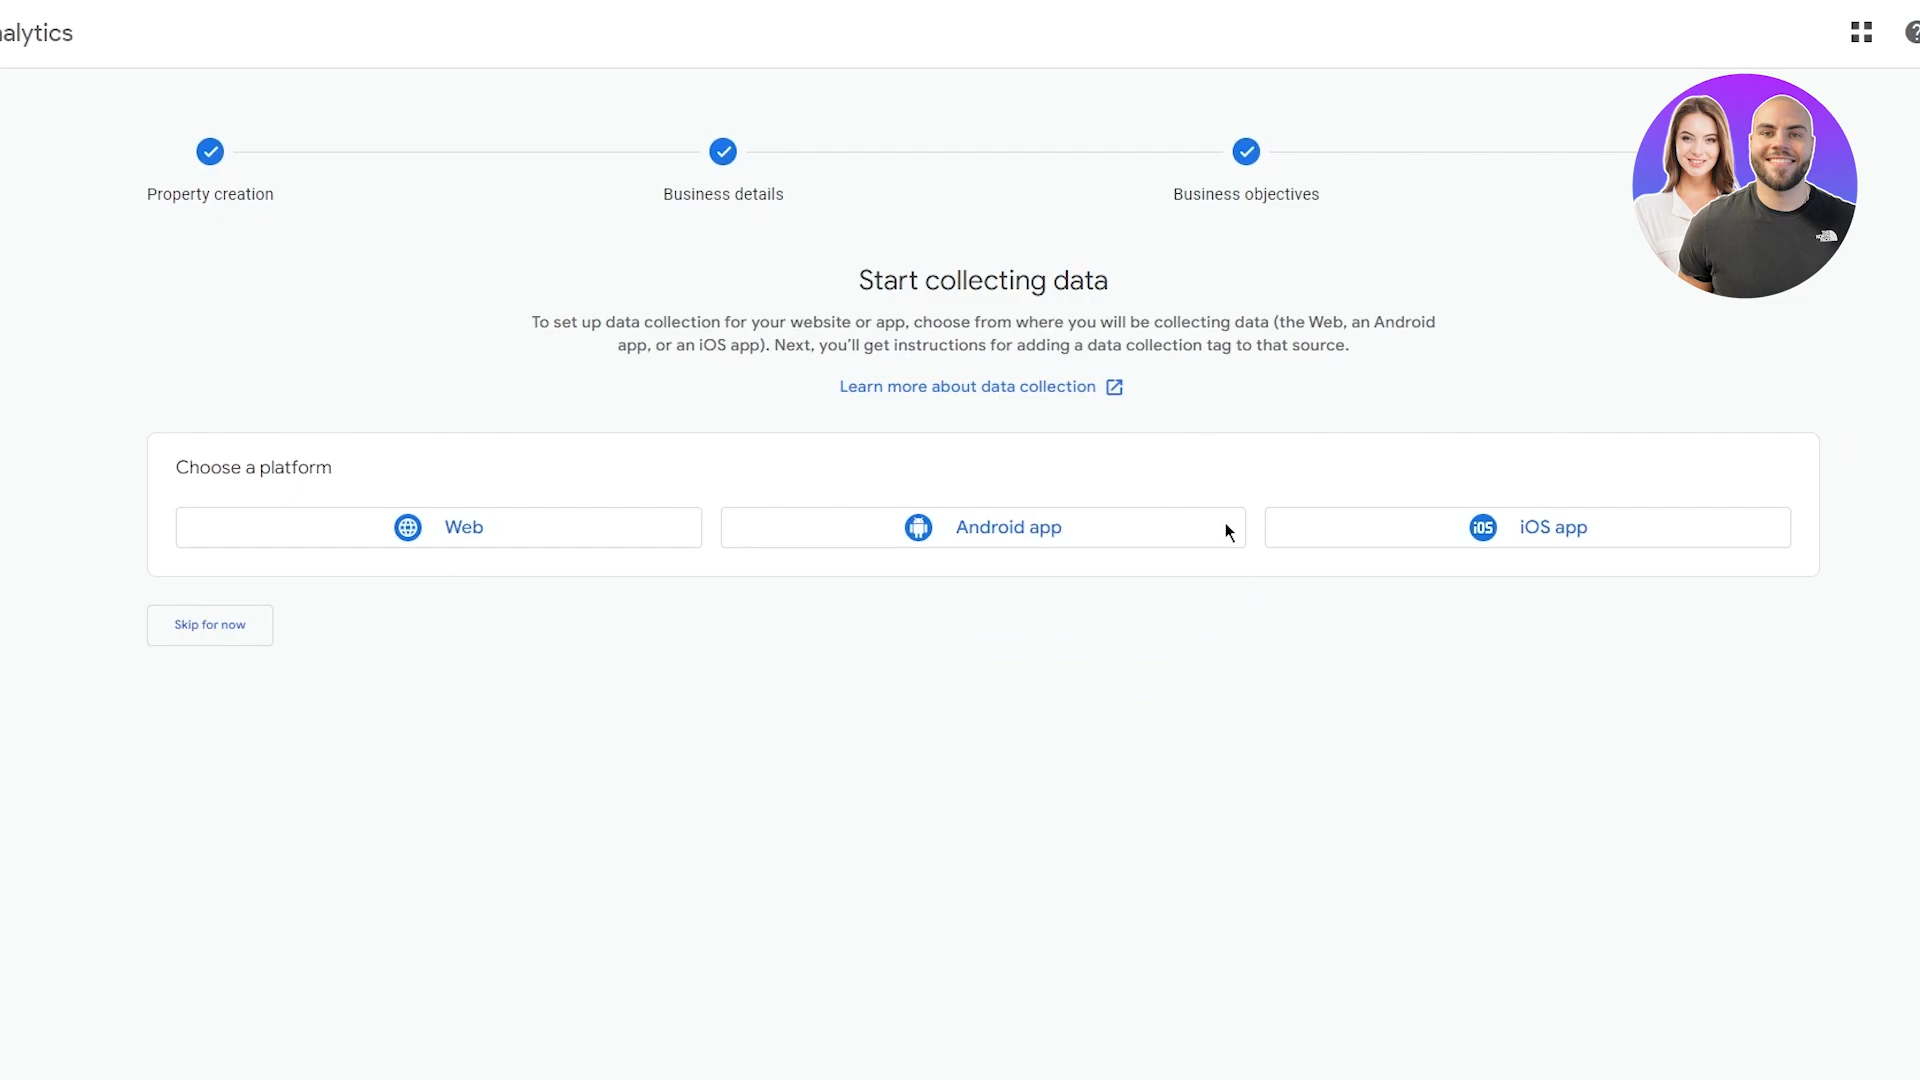 alytics
Property creation
Business details
Business objectives
Start collecting data
To set up data collection for your website or app, choose from where you will be collecting data (the Web, an Android
app, or an iOS app). Next, you'll get instructions for adding a data collection tag to that source.
Learn more about data collection
Choose a platform
Web
Android app
iOS
iOS app
Skip for now